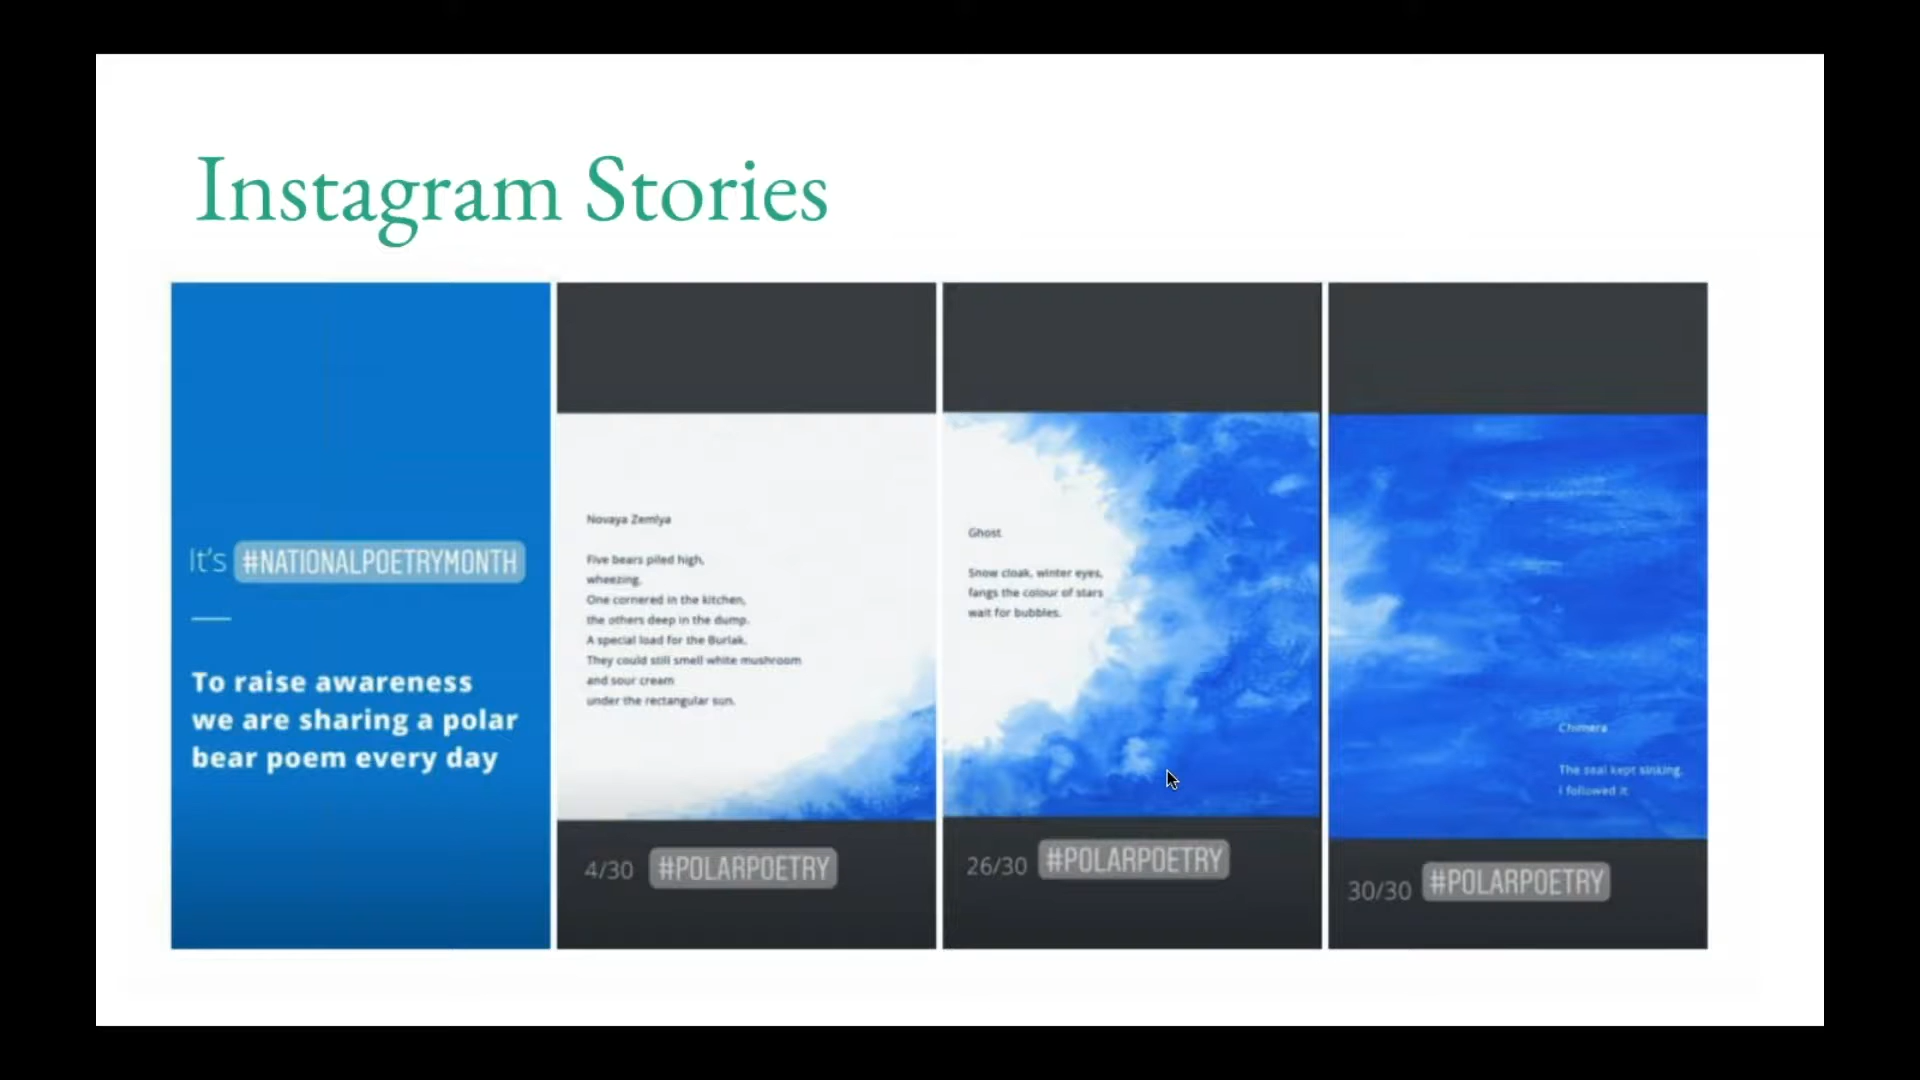 Instagram Stories
It's #NATIONALPOETRYMONTH
To raise awareness
we are sharing a polar
bear poem every day
Novaya Zemlya
Five bears piled high,
wheezing.
One cornered in the kitchen,
the others deep in the dump.
A special load for the Burlak.
They could still smell white mushroom
and sour cream
under the rectangular sun.
4/30 #POLARPOETRY
Ghost
Snow cloak, winter eyes,
fangs the colour of stars
wait for bubbles.
26/30 #POLARPOETRY
Chimera
The seal kept sinking.
I followed it
30/30 #POLARPOETRY